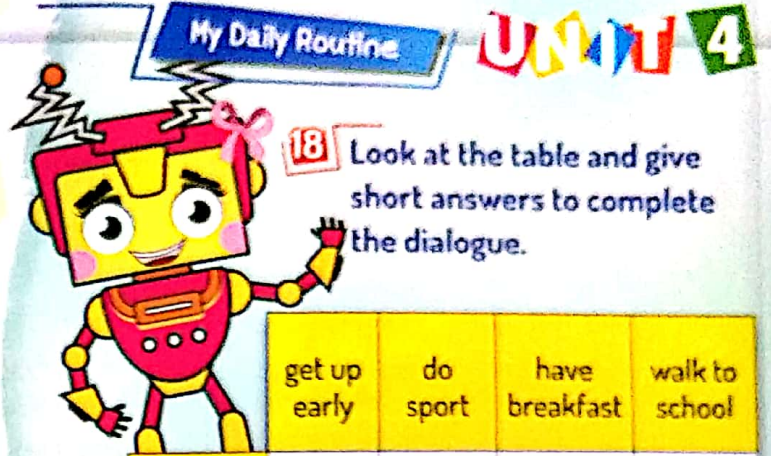 My Daily Routine
UNIT 4
18 Look at the table and give
short answers to complete
the dialogue.
get up early
do sport
have breakfast
walk to school